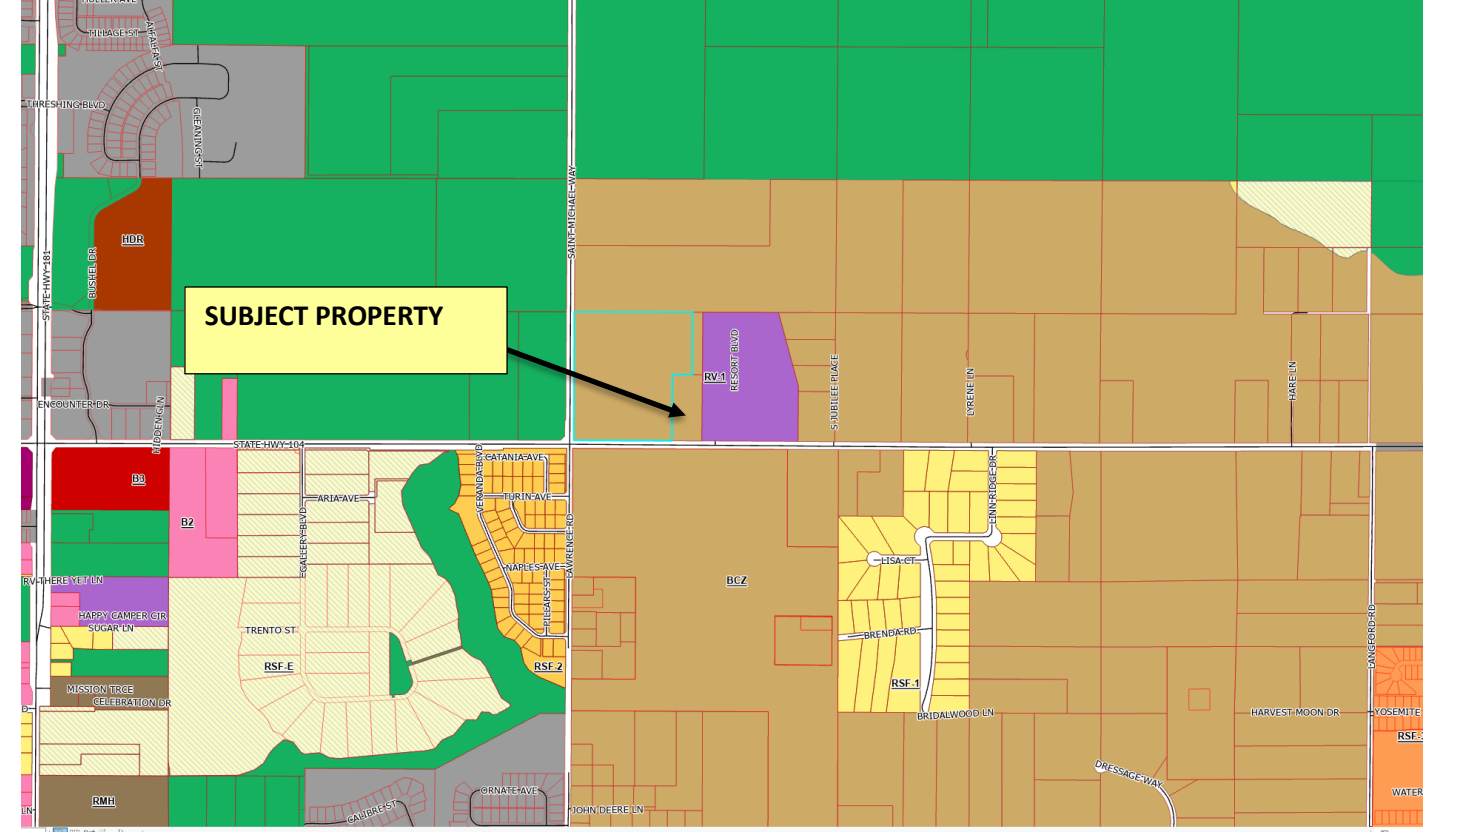 TILLAGE ST
ALFALFA ST
THRESHING BLVD
GLEANING ST
SAINT MICHAEL WAY
HDR
STATE HWY 181
BUSHEL DR
SUBJECT PROPERTY
RESORT BLVD
RV-1
S JUBILEE PLACE
LYRENE LN
HARE LN
ENCOUNTER DR
HIDDEN GLN
STATE HWY 104
VERANDA BLVD
CATANIA AVE
LINN RIDGE DR
B3
ARIA AVE
TURIN AVE
B2
GALLERY BLVD
LAWRENCE RD
LISA CT
NAPLES AVE
BCZ
RV THERE YET LN
PILLARS ST
HAPPY CAMPER CIR
SUGAR LN
TRENTO ST
BRENDA RD
LANGFORD RD
RSF-E
RSF-2
RSF-1
MISSION TRCE
CELEBRATION DR
BRIDALWOOD LN
HARVEST MOON DR
YOSEMITE
RSF-
DRESSAGE WAY
ORNATE AVE
WATER
RMH
CALIBRE ST
JOHN DEERE LN
LN